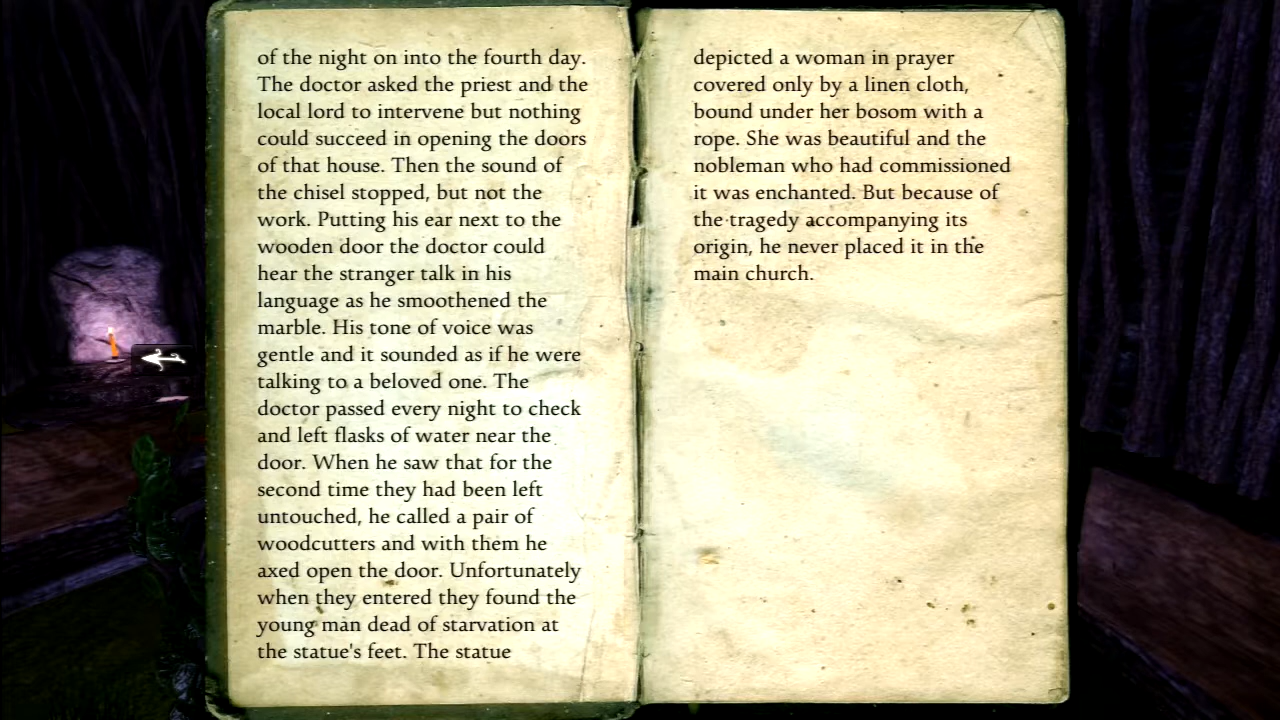 of the night on into the fourth day.
The doctor asked the priest and the
local lord to intervene but nothing
could succeed in opening the doors
of that house. Then the sound of
the chisel stopped, but not the
work. Putting his ear next to the
wooden door the doctor could
hear the stranger talk in his
language as he smoothened the
marble. His tone of voice was
gentle and it sounded as if he were
talking to a beloved one. The
doctor passed every night to check
and left flasks of water near the
door. When he saw that for the
second time they had been left
untouched, he called a pair of
woodcutters and with them he
axed open the door. Unfortunately
when they entered they found the
young man dead of starvation at
the statue's feet. The statue
depicted a woman in prayer
covered only by a linen cloth,
bound under her bosom with a
rope. She was beautiful and the
nobleman who had commissioned
it was enchanted. But because of
the tragedy accompanying its
origin, he never placed it in the
main church.